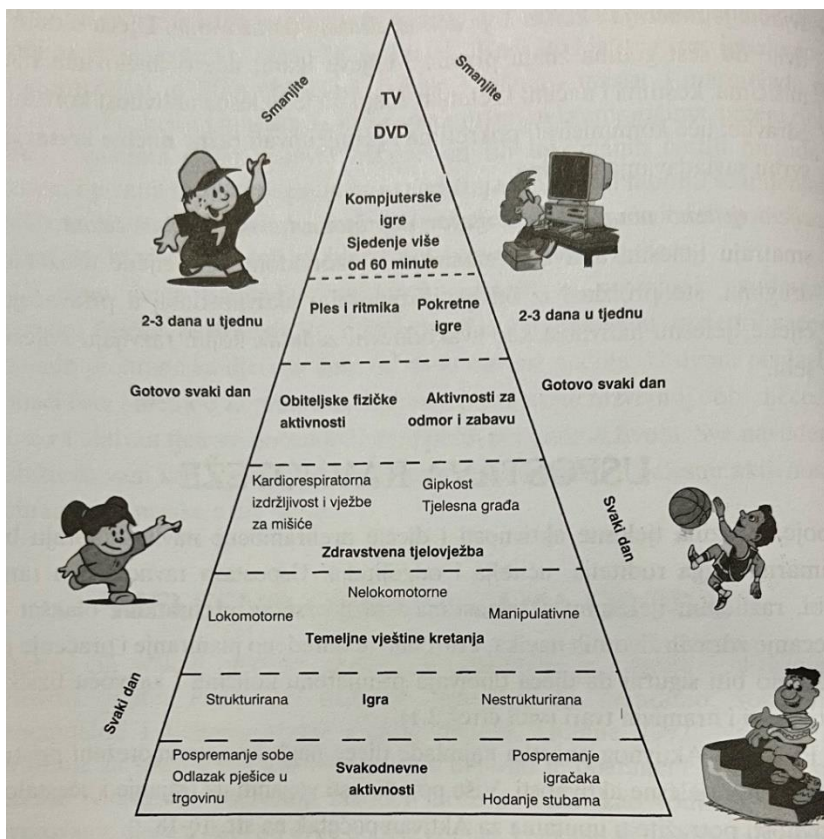 Smanjite
Smanjite
TV
DVD
Kompjuterske
igre
Sjedenje više
od 60 minute
7
2-3 dana u tjednu
Ples i ritmika
Pokretne
igre
2-3 dana u tjednu
Gotovo svaki dan
Obiteljske fizičke
aktivnosti
Aktivnosti za
odmor i zabavu
Gotovo svaki dan
Kardiorespiratorna
izdržljivost i vježbe
za mišiće
Gipkost
Tjelesna građa
Zdravstvena tjelovježba
Svaki dan
Nelokomotorne
Lokomotorne
Manipulativne
Temeljne vještine kretanja
Svaki dan
Strukturirana
Igra
Nestrukturirana
Pospremanje sobe
Odlazak pješice u
trgovinu
Svakodnevne
aktivnosti
Pospremanje
igračaka
Hodanje stubama